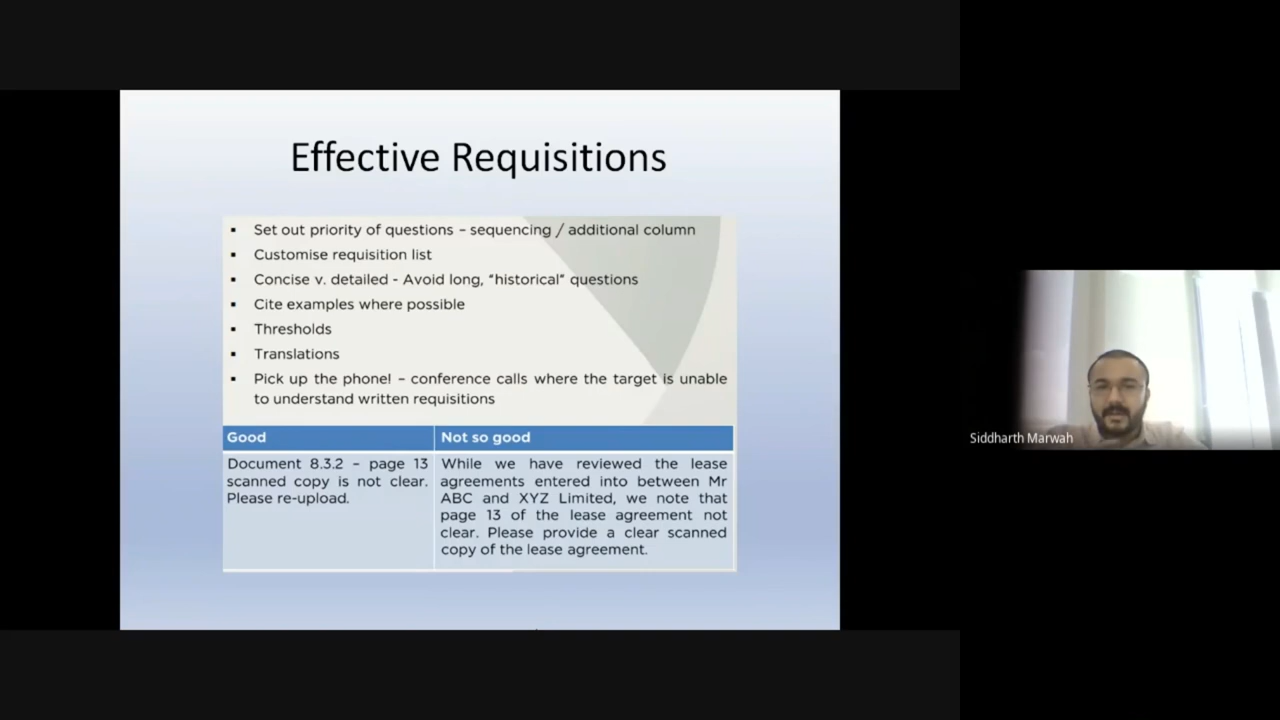 Effective Requisitions
▪ Set out priority of questions – sequencing / additional column
▪ Customise requisition list
▪ Concise v. detailed - Avoid long, “historical” questions
▪ Cite examples where possible
▪ Thresholds
▪ Translations
▪ Pick up the phone! – conference calls where the target is unable
to understand written requisitions
Good
Document 8.3.2 – page 13
scanned copy is not clear.
Please re-upload.
Not so good
While we have reviewed the lease
agreements entered into between Mr
ABC and XYZ Limited, we note that
page 13 of the lease agreement not
clear. Please provide a clear scanned
copy of the lease agreement.
Siddharth Marwah